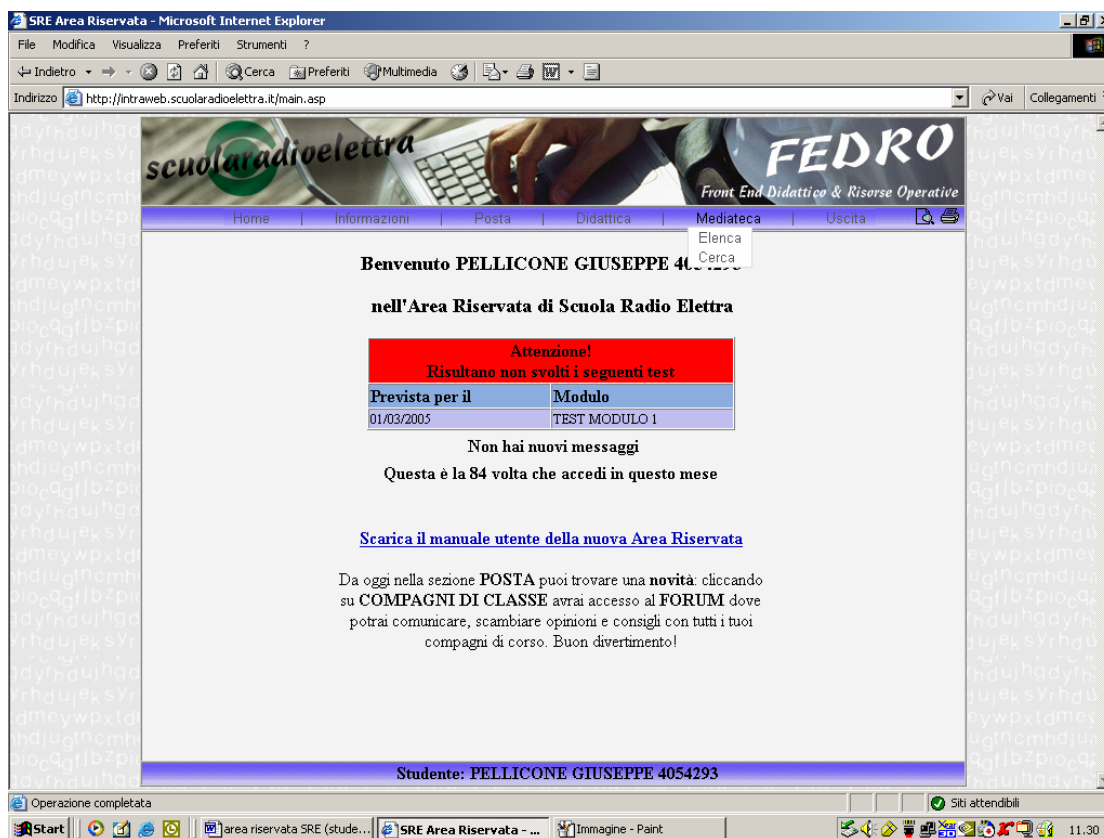 SRE Area Riservata - Microsoft Internet Explorer
File Modifica Visualizza Preferiti Strumenti ?
Indietro Cerca Preferiti Multimedia
Indirizzo http://intraweb.scuolaradioelettra.it/main.asp Vai Collegamenti
scuolaradioelettra
FEDRO
Front End Didattico & Risorse Operative
Home | Informazioni | Posta | Didattica | Mediateca | Uscita
Elenca
Cerca
Benvenuto PELLICONE GIUSEPPE 4054293
nell'Area Riservata di Scuola Radio Elettra
Attenzione!
Risultano non svolti i seguenti test
Prevista per il Modulo
01/03/2005 TEST MODULO 1
Non hai nuovi messaggi
Questa è la 84 volta che accedi in questo mese
Scarica il manuale utente della nuova Area Riservata
Da oggi nella sezione POSTA puoi trovare una novità: cliccando
su COMPAGNI DI CLASSE avrai accesso al FORUM dove
potrai comunicare, scambiare opinioni e consigli con tutti i tuoi
compagni di corso. Buon divertimento!
Studente: PELLICONE GIUSEPPE 4054293
Operazione completata Siti attendibili
Start area riservata SRE (stude... SRE Area Riservata - ... Immagine - Paint 11.30